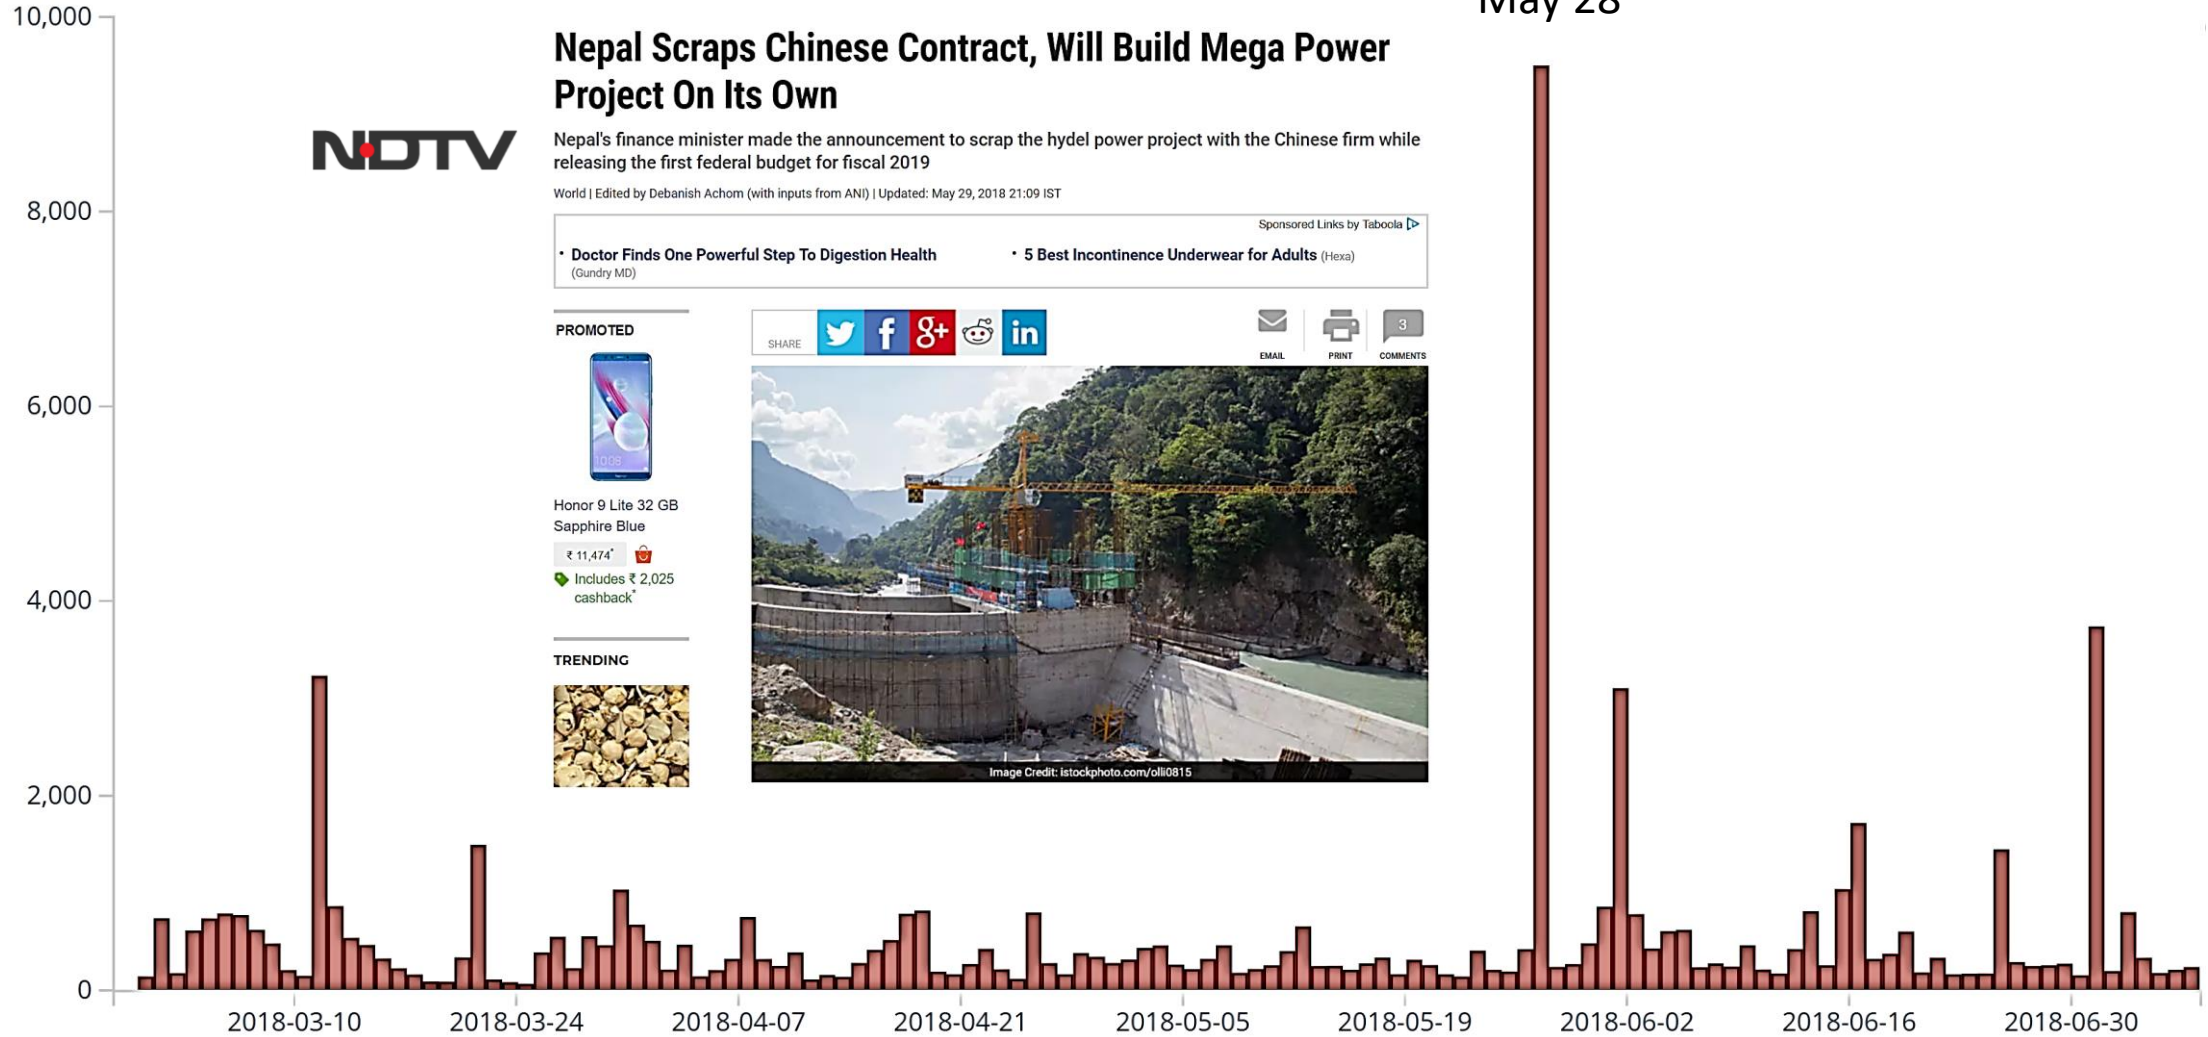 May 28
10,000
8,000
6,000
4,000
2,000
0
NDTV
Nepal Scraps Chinese Contract, Will Build Mega Power
Project On Its Own
Nepal's finance minister made the announcement to scrap the hydel power project with the Chinese firm while
releasing the first federal budget for fiscal 2019
World | Edited by Debanish Achom (with inputs from ANI) | Updated: May 29, 2018 21:09 IST
Sponsored Links by Taboola
• Doctor Finds One Powerful Step To Digestion Health
(Gundry MD)
• 5 Best Incontinence Underwear for Adults (Hexa)
PROMOTED
10:08
Honor 9 Lite 32 GB
Sapphire Blue
₹ 11,474*
Includes ₹ 2,025
cashback*
TRENDING
SHARE
f
g+
in
3
EMAIL
PRINT
COMMENTS
Image Credit: istockphoto.com/olli0815
2018-03-10
2018-03-24
2018-04-07
2018-04-21
2018-05-05
2018-05-19
2018-06-02
2018-06-16
2018-06-30